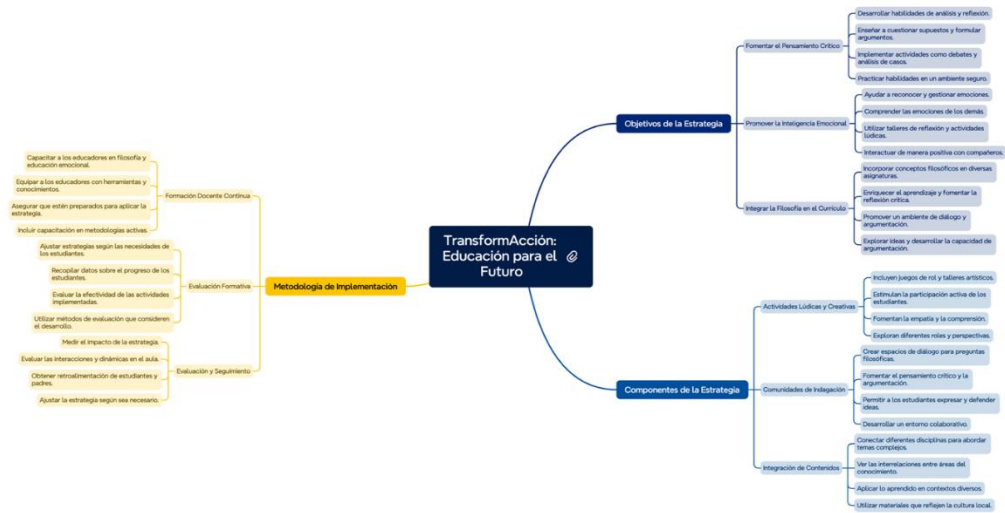 TransformAcción:
Educación para el
Futuro
Objetivos de la Estrategia
Fomentar el Pensamiento Crítico
Desarrollar habilidades de análisis y reflexión.
Enseñar a cuestionar supuestos y formular
argumentos.
Implementar actividades como debates y
análisis de casos.
Practicar habilidades en un ambiente seguro.
Promover la Inteligencia Emocional
Ayudar a reconocer y gestionar emociones.
Comprender las emociones de los demás.
Utilizar talleres de reflexión y actividades
lúdicas.
Interactuar de manera positiva con compañeros.
Integrar la Filosofía en el Currículo
Incorporar conceptos filosóficos en diversas
asignaturas.
Enriquecer el aprendizaje y fomentar la
reflexión crítica.
Promover un ambiente de diálogo y
argumentación.
Explorar ideas y desarrollar la capacidad de
argumentación.
Componentes de la Estrategia
Actividades Lúdicas y Creativas
Incluyen juegos de rol y talleres artísticos.
Estimulan la participación activa de los
estudiantes.
Fomentan la empatía y la comprensión.
Exploran diferentes roles y perspectivas.
Comunidades de Indagación
Crear espacios de diálogo para preguntas
filosóficas.
Fomentar el pensamiento crítico y la
argumentación.
Permitir a los estudiantes expresar y defender
ideas.
Desarrollar un entorno colaborativo.
Integración de Contenidos
Conectar diferentes disciplinas para abordar
temas complejos.
Ver las interrelaciones entre áreas del
conocimiento.
Aplicar lo aprendido en contextos diversos.
Utilizar materiales que reflejen la cultura local.
Metodología de Implementación
Formación Docente Continua
Capacitar a los educadores en filosofía y
educación emocional.
Equipar a los educadores con herramientas y
conocimientos.
Asegurar que estén preparados para aplicar la
estrategia.
Incluir capacitación en metodologías activas.
Evaluación Formativa
Ajustar estrategias según las necesidades de
los estudiantes.
Recopilar datos sobre el progreso de los
estudiantes.
Evaluar la efectividad de las actividades
implementadas.
Utilizar métodos de evaluación que consideren
el desarrollo.
Evaluación y Seguimiento
Medir el impacto de la estrategia.
Evaluar las interacciones y dinámicas en el aula.
Obtener retroalimentación de estudiantes y
padres.
Ajustar la estrategia según sea necesario.